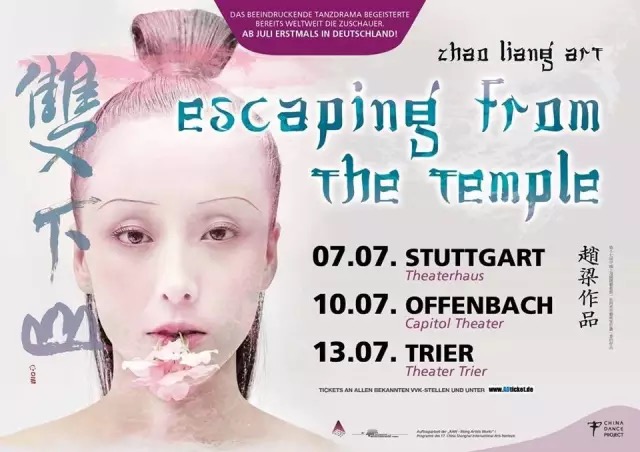 DAS BEEINDRUCKENDE TANZDRAMA BEGEISTERTE
BEREITS WELTWEIT DIE ZUSCHAUER.
AB JULI ERSTMALS IN DEUTSCHLAND!
zhao liang art
escaping from
the temple
雙下山
07.07. STUTTGART
Theaterhaus
10.07. OFFENBACH
Capitol Theater
13.07. TRIER
Theater Trier
趙梁作品
TICKETS AN ALLEN BEKANNTEN VVK-STELLEN UND UNTER www.ADticket.de
CHINA
DANCE
PROJECT